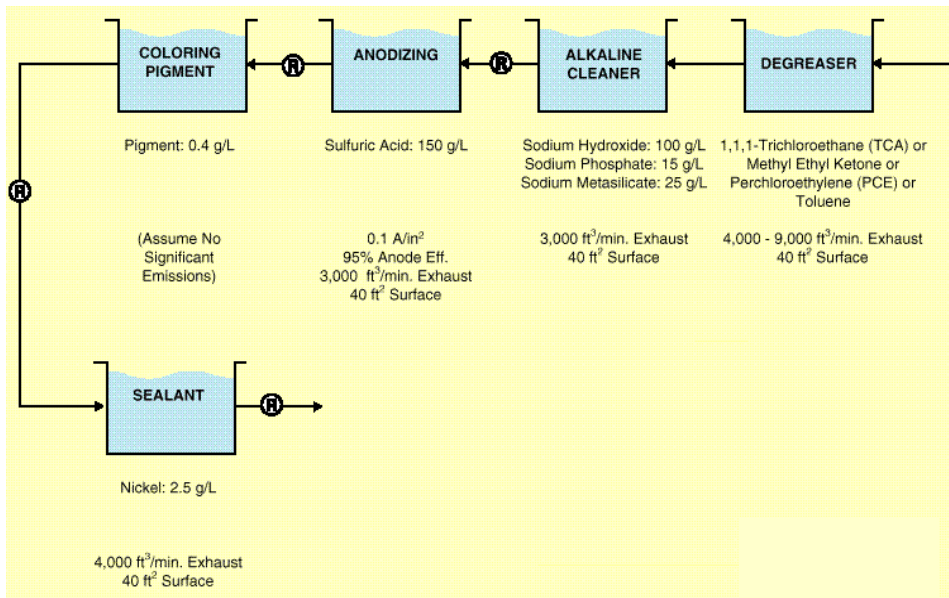 COLORING
PIGMENT
ANODIZING
ALKALINE
CLEANER
DEGREASER
R
R
R
Pigment: 0.4 g/L
Sulfuric Acid: 150 g/L
Sodium Hydroxide: 100 g/L
Sodium Phosphate: 15 g/L
Sodium Metasilicate: 25 g/L
1,1,1-Trichloroethane (TCA) or
Methyl Ethyl Ketone or
Perchloroethylene (PCE) or
Toluene
(Assume No
Significant
Emissions)
0.1 A/in²
95% Anode Eff.
3,000 ft³/min. Exhaust
40 ft² Surface
3,000 ft³/min. Exhaust
40 ft² Surface
4,000 - 9,000 ft³/min. Exhaust
40 ft² Surface
SEALANT
R
Nickel: 2.5 g/L
4,000 ft³/min. Exhaust
40 ft² Surface